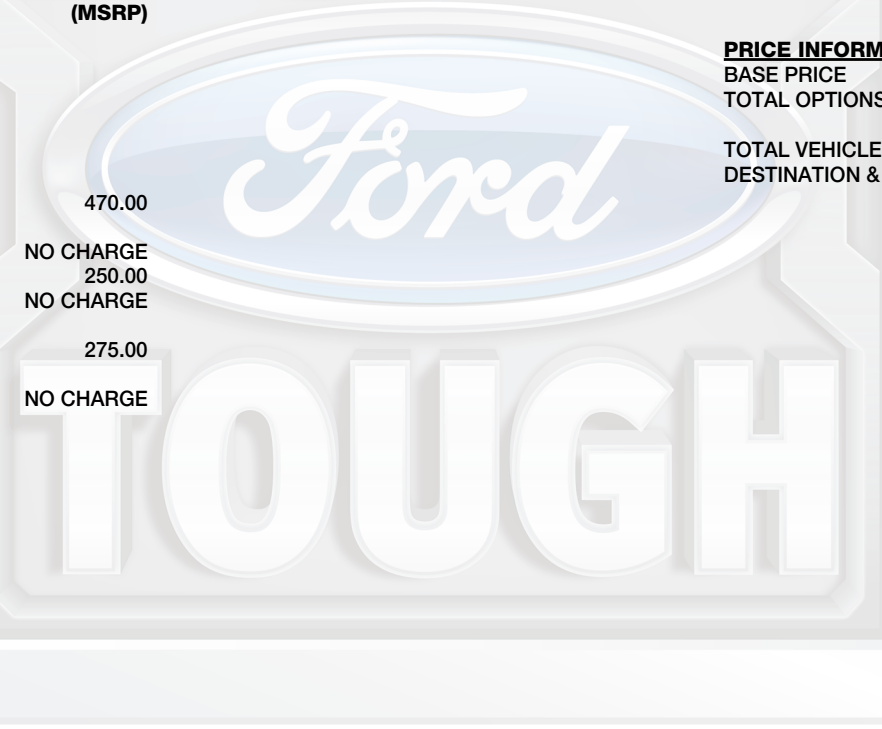 (MSRP)
470.00
NO CHARGE
250.00
NO CHARGE
275.00
NO CHARGE
PRICE INFORM
BASE PRICE
TOTAL OPTIONS
TOTAL VEHICLE
DESTINATION &
Ford
TOUGH